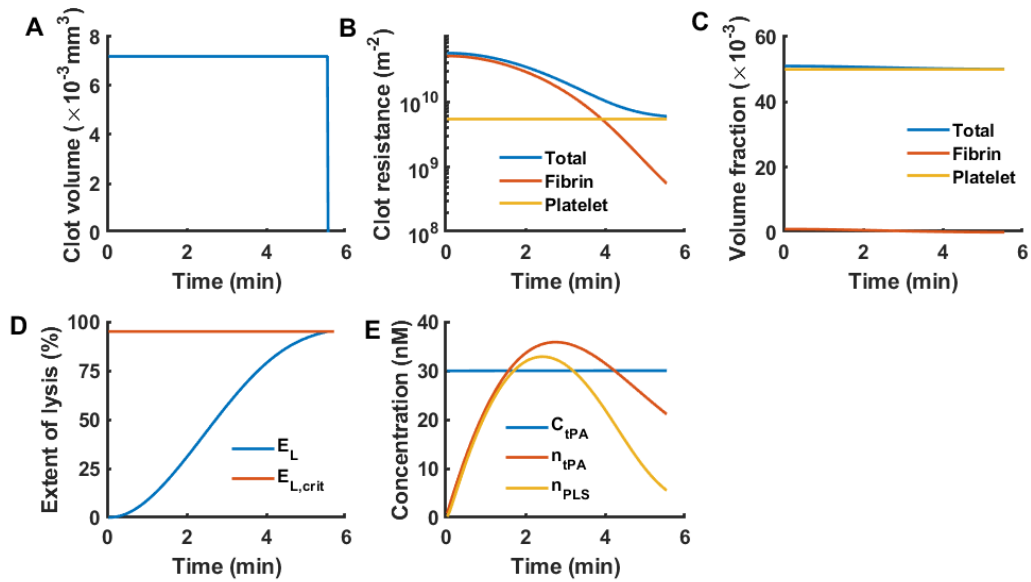 A
Clot volume (×10⁻³ mm³)
8
6
4
2
0
0 2 4 6
Time (min)
B
Clot resistance (m⁻²)
10¹⁰
10⁹
10⁸
Total
Fibrin
Platelet
0 2 4 6
Time (min)
C
Volume fraction (×10⁻³)
60
40
20
0
Total
Fibrin
Platelet
0 2 4 6
Time (min)
D
Extent of lysis (%)
100
75
50
25
0
E_L
E_L,crit
0 2 4 6
Time (min)
E
Concentration (nM)
40
30
20
10
0
C_tPA
n_tPA
n_PLS
0 2 4 6
Time (min)